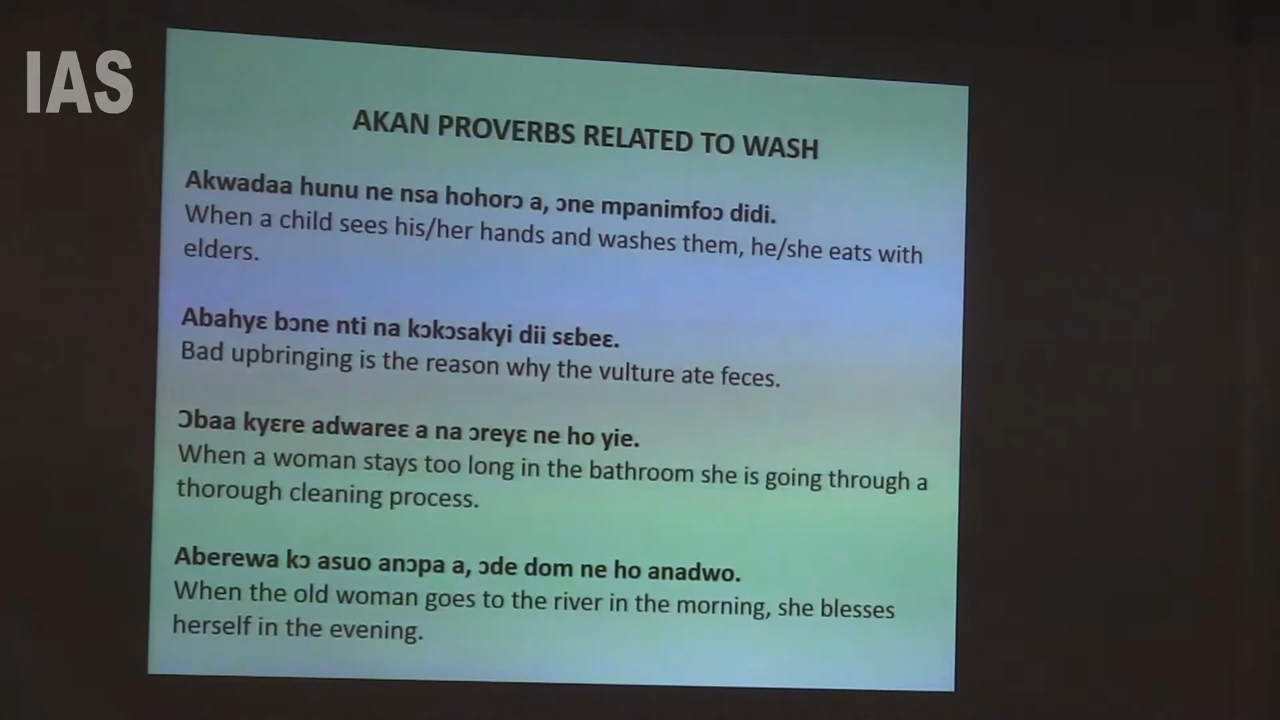 IAS
AKAN PROVERBS RELATED TO WASH
Akwadaa hunu ne nsa hohorɔ a, ɔne mpanimfoɔ didi.
When a child sees his/her hands and washes them, he/she eats with
elders.
Abahyɛ bɔne nti na kɔkɔsakyi dii sɛbeɛ.
Bad upbringing is the reason why the vulture ate feces.
Ɔbaa kyɛre adwareɛ a na ɔreyɛ ne ho yie.
When a woman stays too long in the bathroom she is going through a
thorough cleaning process.
Aberewa kɔ asuo anɔpa a, ɔde dom ne ho anadwo.
When the old woman goes to the river in the morning, she blesses
herself in the evening.